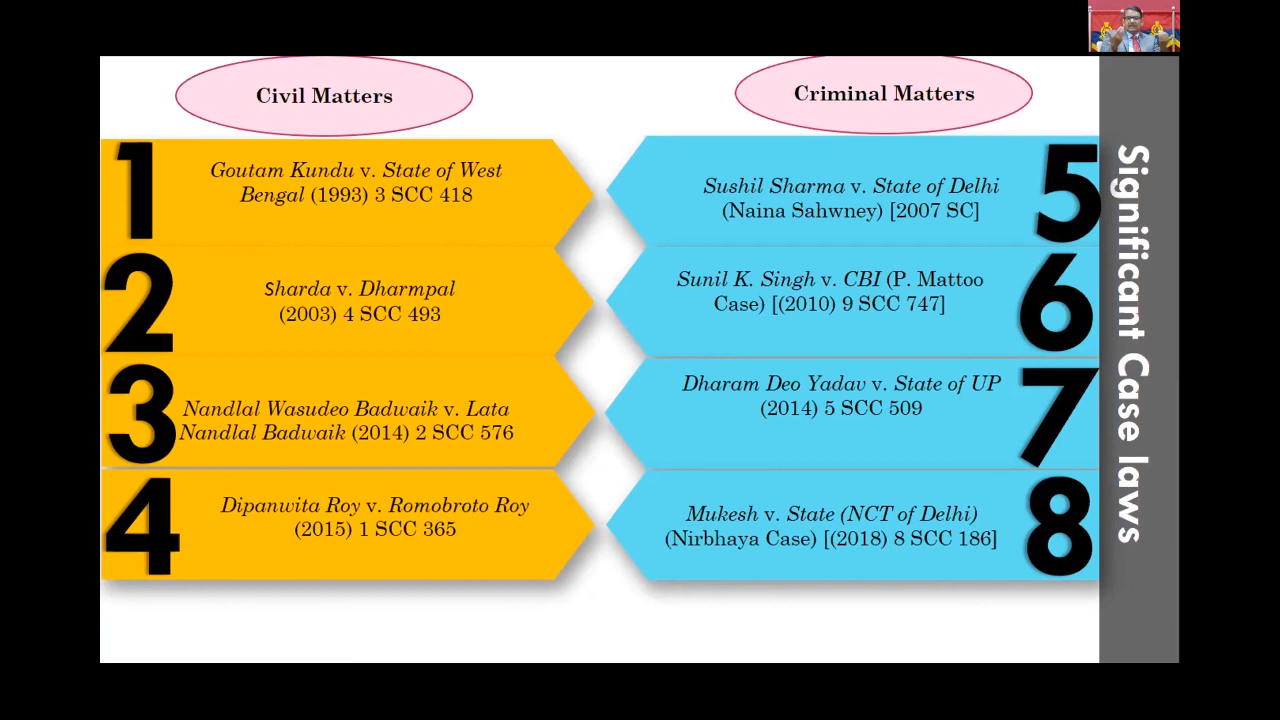 Civil Matters
1
Goutam Kundu v. State of West
Bengal (1993) 3 SCC 418
2
Sharda v. Dharmpal
(2003) 4 SCC 493
3
Nandlal Wasudeo Badwaik v. Lata
Nandlal Badwaik (2014) 2 SCC 576
4
Dipanwita Roy v. Romobroto Roy
(2015) 1 SCC 365
Criminal Matters
5
Sushil Sharma v. State of Delhi
(Naina Sahwney) [2007 SC]
6
Sunil K. Singh v. CBI (P. Mattoo
Case) [(2010) 9 SCC 747]
7
Dharam Deo Yadav v. State of UP
(2014) 5 SCC 509
8
Mukesh v. State (NCT of Delhi)
(Nirbhaya Case) [(2018) 8 SCC 186]
Significant Case laws